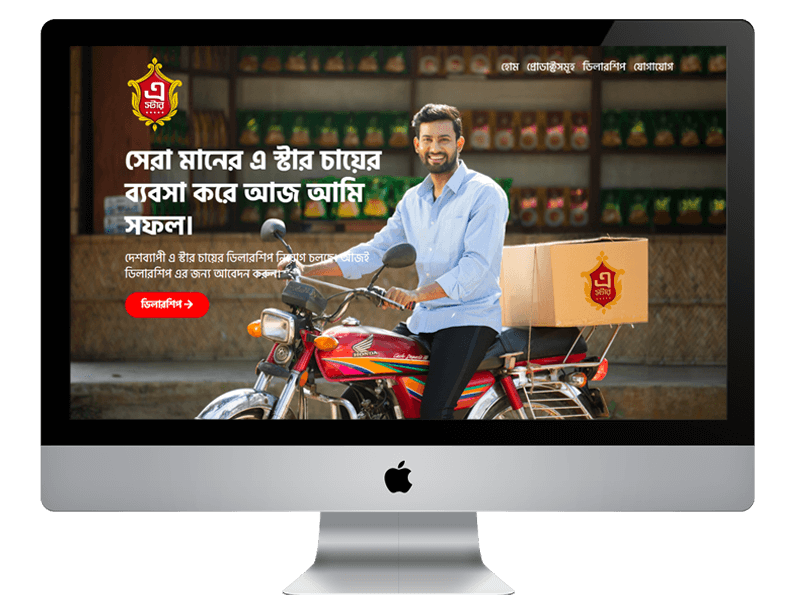 এ
স্টার
হোম প্রোডাক্টসমূহ ডিলারশিপ যোগাযোগ
সেরা মানের এ স্টার চায়ের
ব্যবসা করে আজ আমি
সফল।
দেশব্যাপী এ স্টার চায়ের ডিলারশিপ নিয়োগ চলছে। আজই
ডিলারশিপ এর জন্য আবেদন করুন।
ডিলারশিপ →
এ
স্টার
HONDA